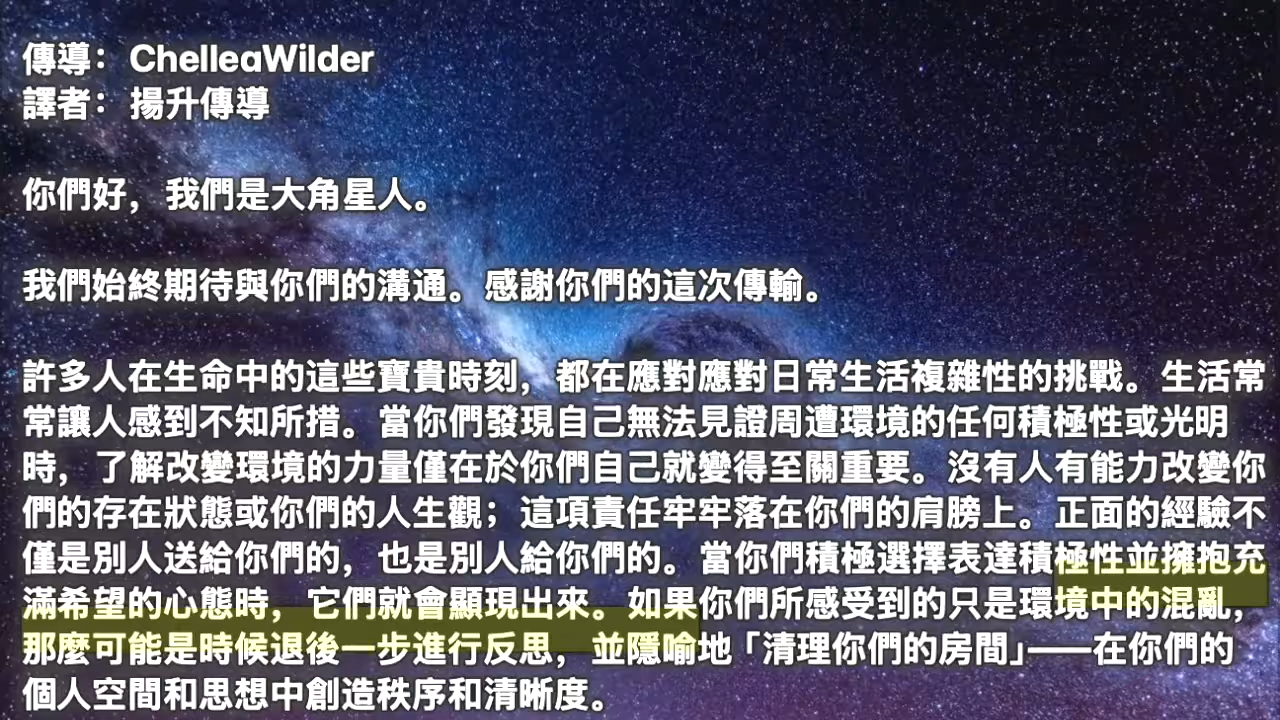 傳導：ChelleaWilder
譯者：揚升傳導
你們好，我們是大角星人。
我們始終期待與你們的溝通。感謝你們的這次傳輸。
許多人在生命中的這些寶貴時刻，都在應對應對日常生活複雜性的挑戰。生活常
常讓人感到不知所措。當你們發現自己無法見證周遭環境的任何積極性或光明
時，了解改變環境的力量僅在於你們自己就變得至關重要。沒有人有能力改變你
們的存在狀態或你們的人生觀；這項責任牢牢落在你們的肩膀上。正面的經驗不
僅是別人送給你們的，也是別人給你們的。當你們積極選擇表達積極性並擁抱充
滿希望的心態時，它們就會顯現出來。如果你們所感受到的只是環境中的混亂，
那麼可能是時候退後一步進行反思，並隱喻地「清理你們的房間」——在你們的
個人空間和思想中創造秩序和清晰度。